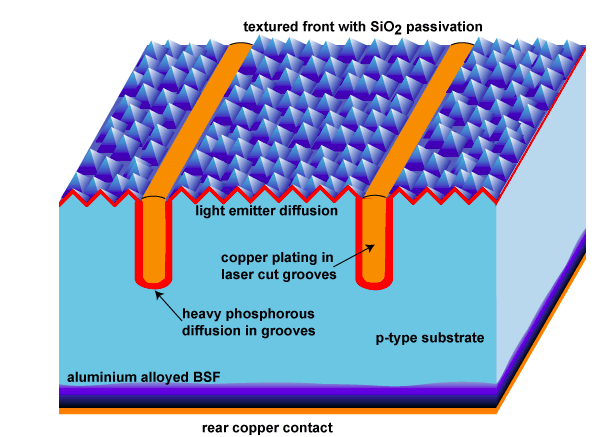 textured front with SiO2 passivation
light emitter diffusion
copper plating in
laser cut grooves
heavy phosphorous
diffusion in grooves
p-type substrate
aluminium alloyed BSF
rear copper contact